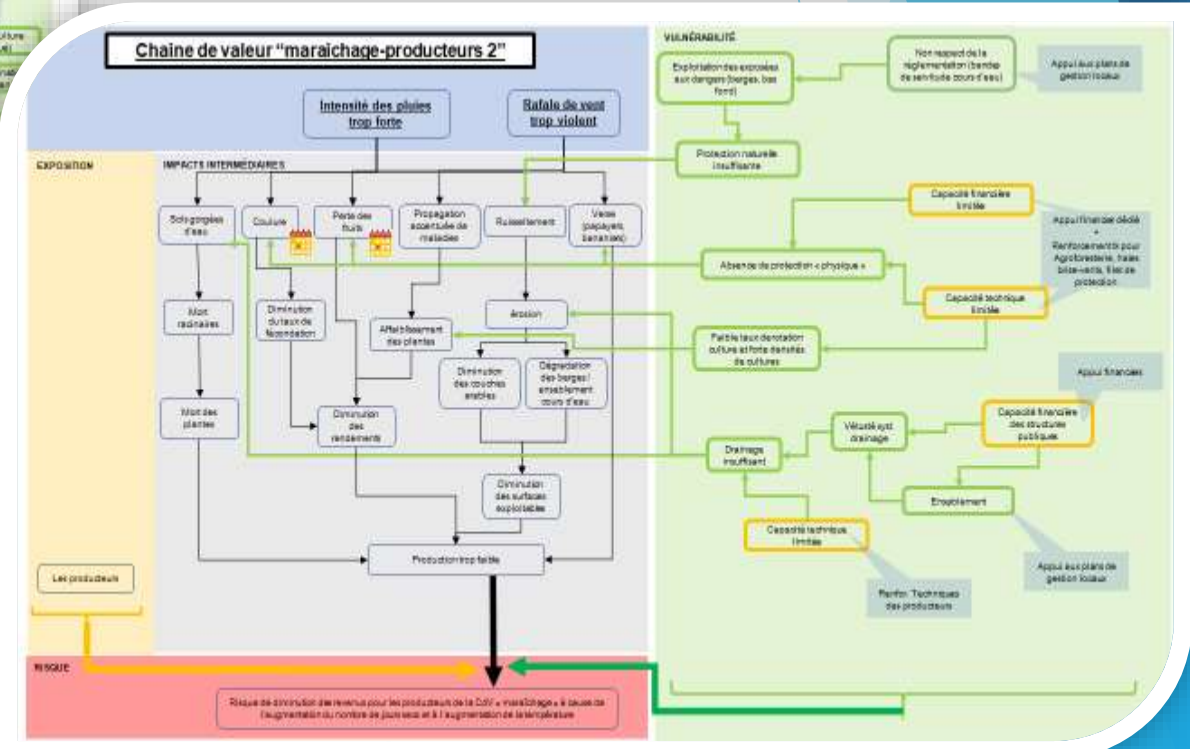 Chaîne de valeur "maraîchage-producteurs 2"
Intensité des pluies
trop forte
Rafale de vent
trop violent
EXPOSITION
IMPACTS INTERMÉDIAIRES
Sols gorgées
d'eau
Coulure
Perte des
fruits
Propagation
accentuée de
maladies
Ruissellement
Verse
(papayers,
bananiers)
Mort
racinaires
Diminution
du taux de
fécondation
Affaiblissement
des plantes
érosion
Diminution
des couches
arables
Dégradation
des berges /
ensablement
cours d'eau
Mort des
plantes
Diminution
des
rendements
Diminution
des surfaces
exploitables
Production trop faible
Les producteurs
VULNÉRABILITÉ
Exploitation des exposées
aux dangers (berges, bas
fond)
Non respect de la
réglementation (bandes
de servitude cours d'eau)
Appui aux plans de
gestion locaux
Protection naturelle
insuffisante
Capacité financière
limitée
Absence de protection « physique »
Appui financier dédié
+
Renforcements pour
Agroforesterie, haies
brise-vents, filet de
protection
Capacité technique
limitée
Faible taux de rotation
culture et forte densités
de cultures
Appui financiers
Capacité financière
des structures
publiques
Vétusté syst.
drainage
Drainage
insuffisant
Ensablement
Capacité technique
limitée
Appui aux plans de
gestion locaux
Renfor. Techniques
des producteurs
RISQUE
Risque de diminution des revenus pour les producteurs de la CdV « maraîchage » à cause de
l'augmentation du nombre de jours secs et à l'augmentation de la température